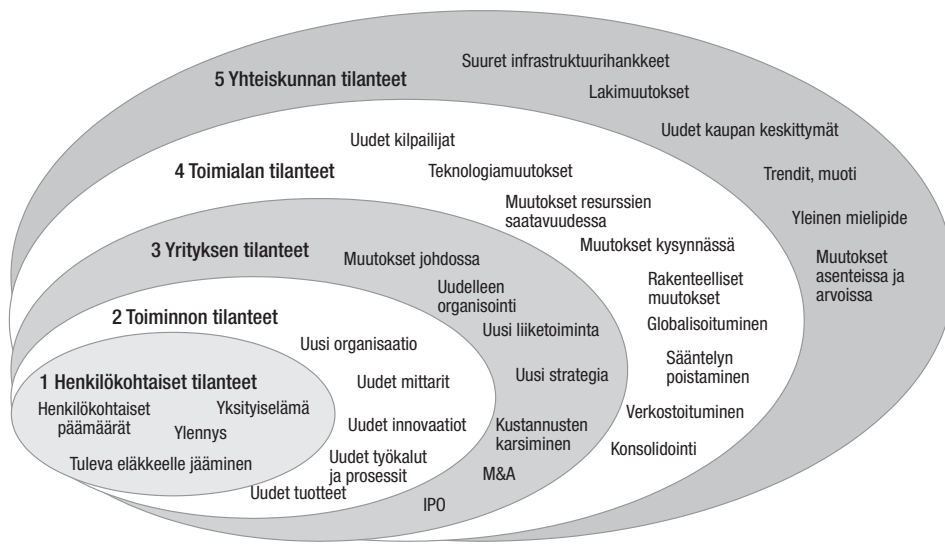 5 Yhteiskunnan tilanteet
Suuret infrastruktuurihankkeet
Lakimuutokset
Uudet kaupan keskittymät
Trendit, muoti
Yleinen mielipide
Muutokset
asenteissa ja
arvoissa
4 Toimialan tilanteet
Uudet kilpailijat
Teknologiamuutokset
Muutokset resurssien
saatavuudessa
Muutokset kysynnässä
Rakenteelliset
muutokset
Globalisoituminen
Sääntelyn
poistaminen
Verkostoituminen
Konsolidointi
3 Yrityksen tilanteet
Muutokset johdossa
Uudelleen
organisointi
Uusi liiketoiminta
Uusi strategia
Kustannusten
karsiminen
M&A
IPO
2 Toiminnon tilanteet
Uusi organisaatio
Uudet mittarit
Uudet innovaatiot
Uudet työkalut
ja prosessit
Uudet tuotteet
1 Henkilökohtaiset tilanteet
Henkilökohtaiset
päämäärät
Yksityiselämä
Ylennys
Tuleva eläkkeelle jääminen